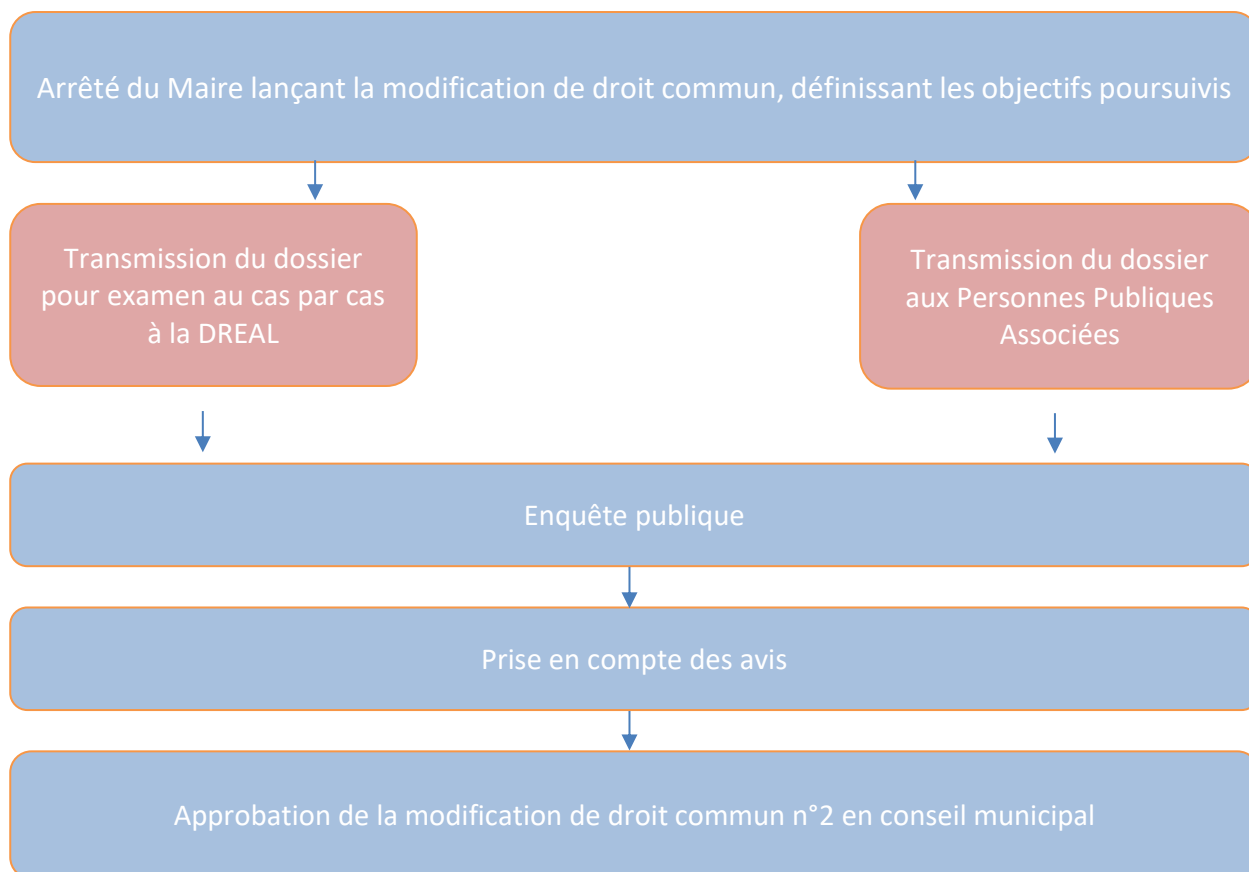 Arrêté du Maire lançant la modification de droit commun, définissant les objectifs poursuivis
Transmission du dossier
pour examen au cas par cas
à la DREAL
Transmission du dossier
aux Personnes Publiques
Associées
Enquête publique
Prise en compte des avis
Approbation de la modification de droit commun n°2 en conseil municipal